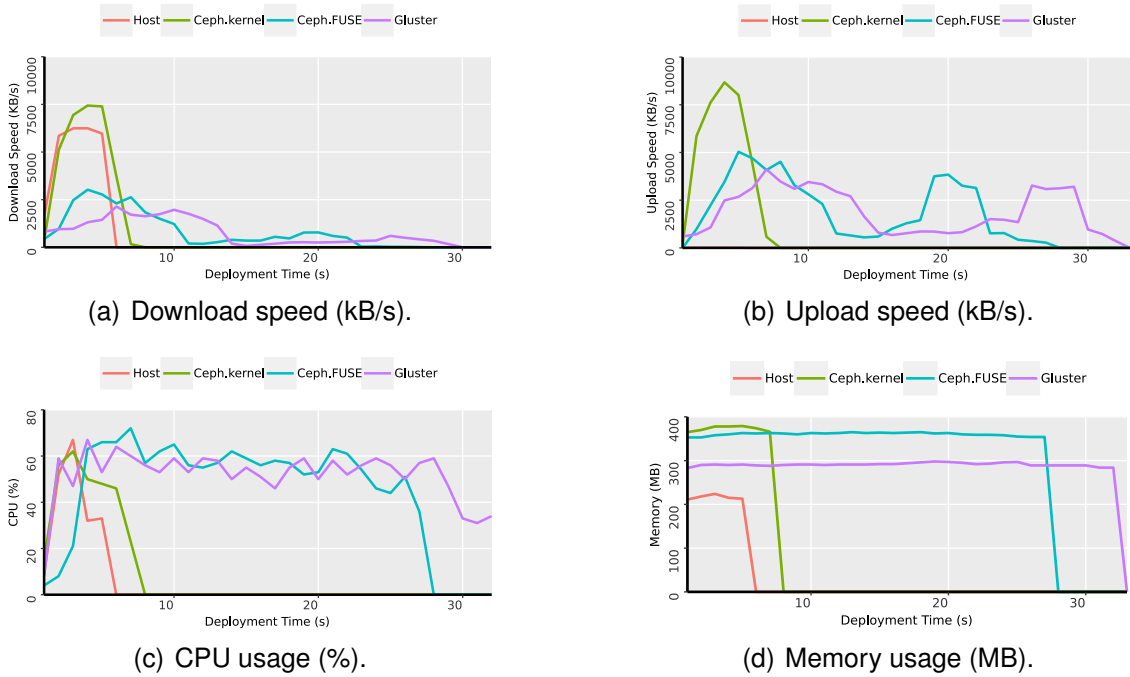 Host Ceph.kernel Ceph.FUSE Gluster
Download Speed (KB/s)
0 2500 5000 7500 10000
10 20 30
Deployment Time (s)
(a) Download speed (kB/s).
Host Ceph.kernel Ceph.FUSE Gluster
Upload Speed (KB/s)
0 2500 5000 7500 10000
10 20 30
Deployment Time (s)
(b) Upload speed (kB/s).
Host Ceph.kernel Ceph.FUSE Gluster
CPU (%)
0 20 40 60 80
10 20 30
Deployment Time (s)
(c) CPU usage (%).
Host Ceph.kernel Ceph.FUSE Gluster
Memory (MB)
0 100 200 300 400
10 20 30
Deployment Time (s)
(d) Memory usage (MB).